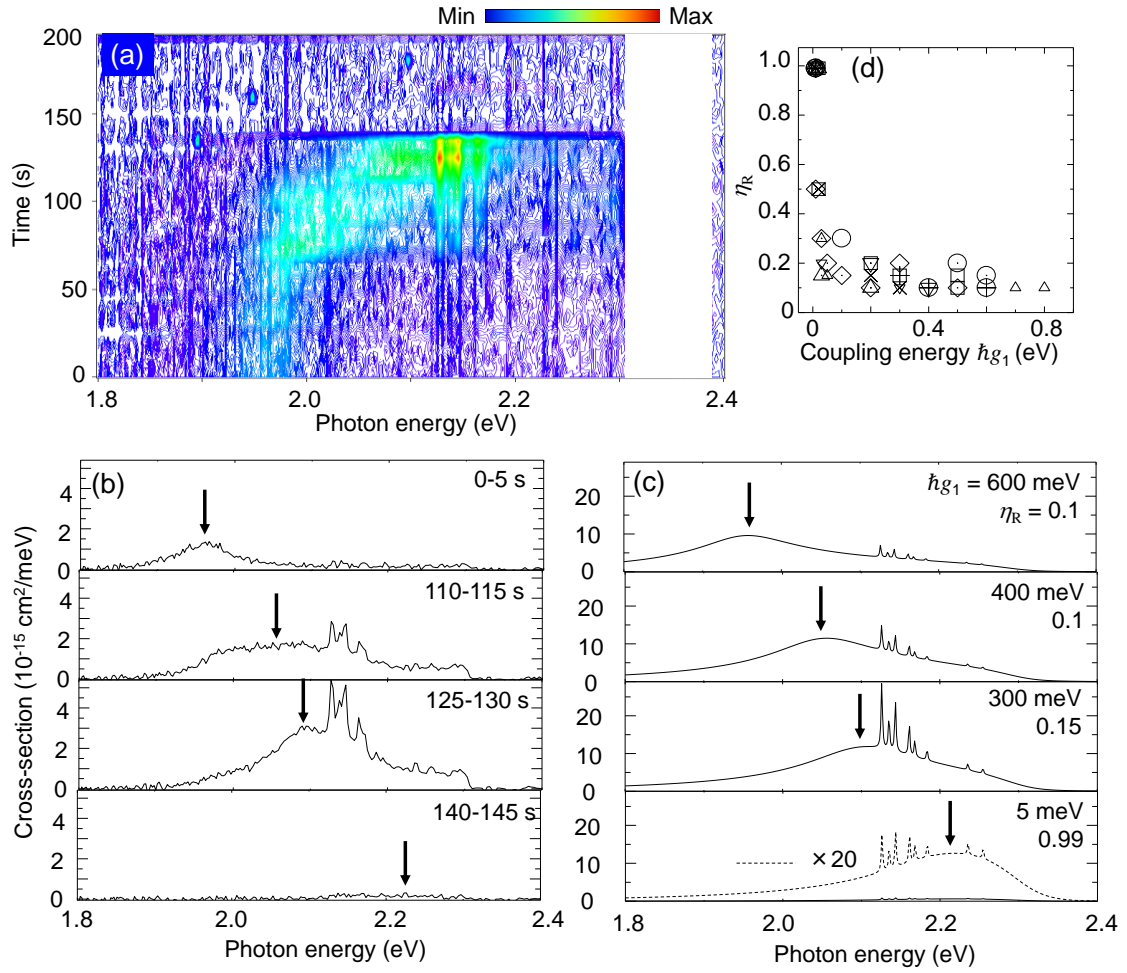 Min Max
(a)
200
150
100
50
0
Time (s)
1.8 2.0 2.2 2.4
Photon energy (eV)
(d)
1.0
0.8
0.6
0.4
0.2
0
ηR
0 0.4 0.8
Coupling energy ℏg1 (eV)
(b)
0-5 s
4
2
0
110-115 s
4
2
0
125-130 s
4
2
0
140-145 s
4
2
0
Cross-section (10-15 cm2/meV)
1.8 2.0 2.2 2.4
Photon energy (eV)
(c)
ℏg1 = 600 meV
ηR = 0.1
20
10
0
400 meV
0.1
20
10
0
300 meV
0.15
20
10
0
5 meV
0.99
×20
20
10
0
1.8 2.0 2.2 2.4
Photon energy (eV)